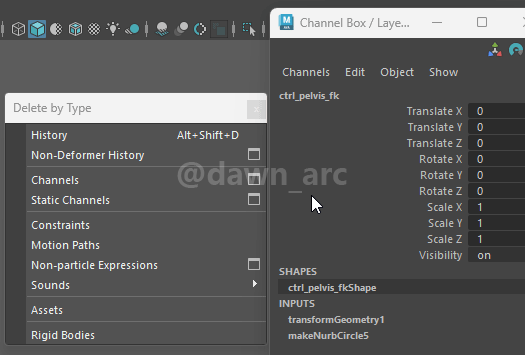 Channel Box / Laye...
Channels Edit Object Show
ctrl_pelvis_fk
Translate X 0
Translate Y 0
Translate Z 0
Rotate X 0
Rotate Y 0
Rotate Z 0
Scale X 1
Scale Y 1
Scale Z 1
Visibility on
SHAPES
ctrl_pelvis_fkShape
INPUTS
transformGeometry1
makeNurbCircle5
Delete by Type
History Alt+Shift+D
Non-Deformer History
Channels
Static Channels
Constraints
Motion Paths
Non-particle Expressions
Sounds
Assets
Rigid Bodies
@dawn_arc